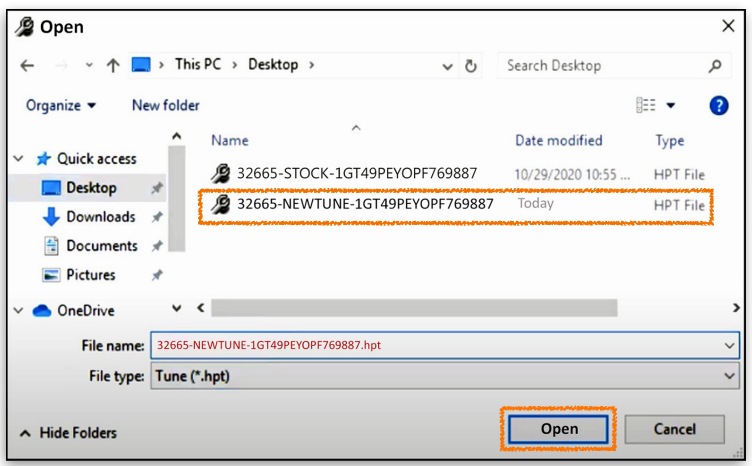 Open
This PC > Desktop >
Search Desktop
Organize
New folder
Name
Date modified
Type
Quick access
Desktop
Downloads
Documents
Pictures
OneDrive
32665-STOCK-1GT49PEYOPF769887 10/29/2020 10:55 ... HPT File
32665-NEWTUNE-1GT49PEYOPF769887 Today HPT File
File name: 32665-NEWTUNE-1GT49PEYOPF769887.hpt
File type: Tune (*.hpt)
Hide Folders
Open
Cancel